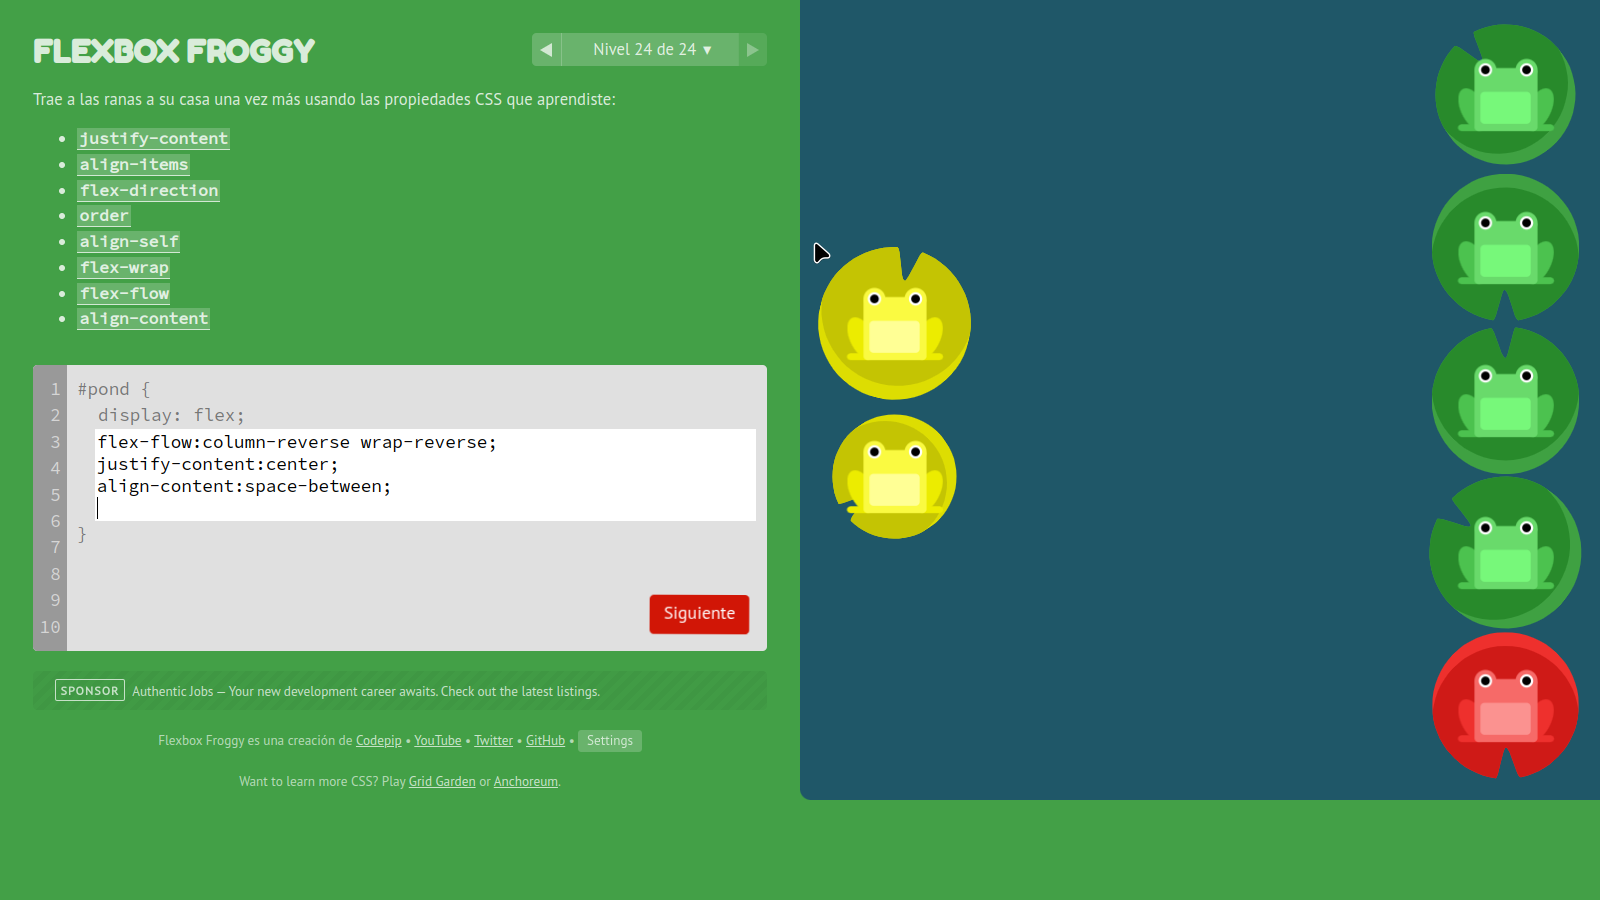 FLEXBOX FROGGY
◀ Nivel 24 de 24 ▼ ▶
Trae a las ranas a su casa una vez más usando las propiedades CSS que aprendiste:
• justify-content
• align-items
• flex-direction
• order
• align-self
• flex-wrap
• flex-flow
• align-content
1 #pond {
2 display: flex;
3 flex-flow:column-reverse wrap-reverse;
4 justify-content:center;
5 align-content:space-between;
6
7 }
8
9
10
Siguiente
SPONSOR Authentic Jobs — Your new development career awaits. Check out the latest listings.
Flexbox Froggy es una creación de Codepip • YouTube • Twitter • GitHub • Settings
Want to learn more CSS? Play Grid Garden or Anchoreum.